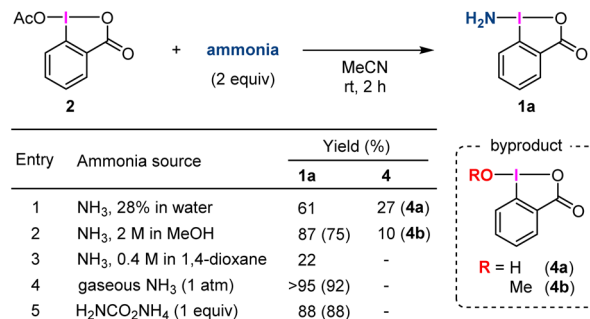 AcO I O
O
2
+
ammonia
(2 equiv)
MeCN
rt, 2 h
H₂N I O
O
1a
Entry Ammonia source Yield (%)
1a 4
1 NH₃, 28% in water 61 27 (4a)
2 NH₃, 2 M in MeOH 87 (75) 10 (4b)
3 NH₃, 0.4 M in 1,4-dioxane 22 -
4 gaseous NH₃ (1 atm) >95 (92) -
5 H₂NCO₂NH₄ (1 equiv) 88 (88) -
byproduct
RO I O
O
R = H (4a)
Me (4b)